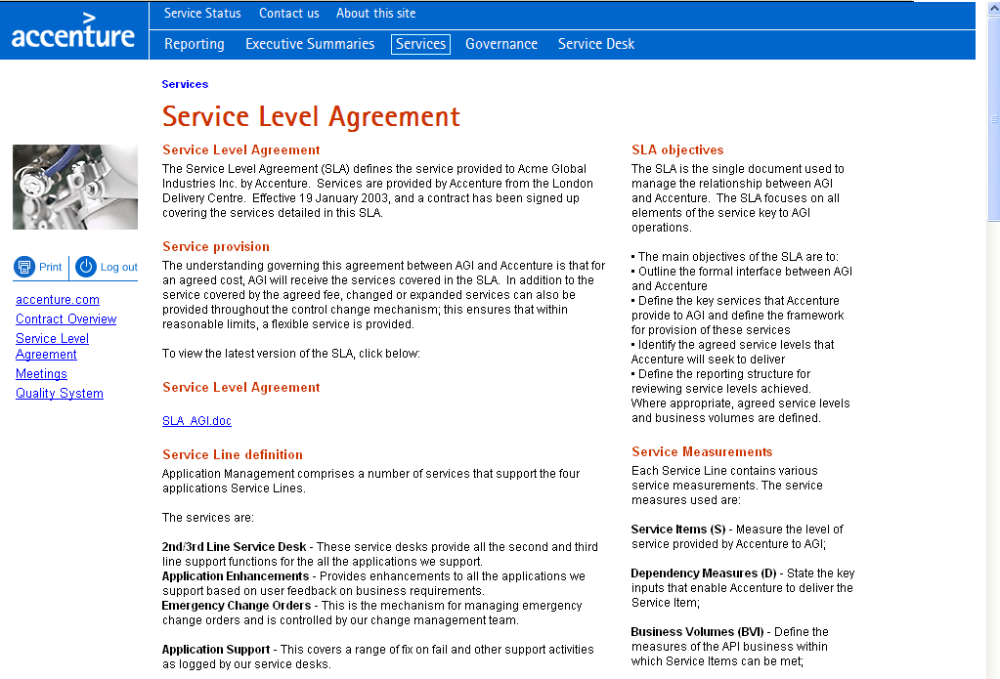 Service Status Contact us About this site
accenture
Reporting Executive Summaries Services Governance Service Desk
Services
Service Level Agreement
Service Level Agreement
The Service Level Agreement (SLA) defines the service provided to Acme Global
Industries Inc. by Accenture. Services are provided by Accenture from the London
Delivery Centre. Effective 19 January 2003, and a contract has been signed up
covering the services detailed in this SLA.
Service provision
The understanding governing this agreement between AGI and Accenture is that for
an agreed cost, AGI will receive the services covered in the SLA. In addition to the
service covered by the agreed fee, changed or expanded services can also be
provided throughout the control change mechanism; this ensures that within
reasonable limits, a flexible service is provided.
To view the latest version of the SLA, click below:
Service Level Agreement
SLA_AGI.doc
Service Line definition
Application Management comprises a number of services that support the four
applications Service Lines.
The services are:
2nd/3rd Line Service Desk - These service desks provide all the second and third
line support functions for the all the applications we support.
Application Enhancements - Provides enhancements to all the applications we
support based on user feedback on business requirements.
Emergency Change Orders - This is the mechanism for managing emergency
change orders and is controlled by our change management team.
Application Support - This covers a range of fix on fail and other support activities
as logged by our service desks.
SLA objectives
The SLA is the single document used to
manage the relationship between AGI
and Accenture. The SLA focuses on all
elements of the service key to AGI
operations.
▪ The main objectives of the SLA are to:
▪ Outline the formal interface between AGI
and Accenture
▪ Define the key services that Accenture
provide to AGI and define the framework
for provision of these services
▪ Identify the agreed service levels that
Accenture will seek to deliver
▪ Define the reporting structure for
reviewing service levels achieved.
Where appropriate, agreed service levels
and business volumes are defined.
Service Measurements
Each Service Line contains various
service measurements. The service
measures used are:
Service Items (S) - Measure the level of
service provided by Accenture to AGI;
Dependency Measures (D) - State the key
inputs that enable Accenture to deliver the
Service Item;
Business Volumes (BVI) - Define the
measures of the API business within
which Service Items can be met;
Print Log out
accenture.com
Contract Overview
Service Level
Agreement
Meetings
Quality System